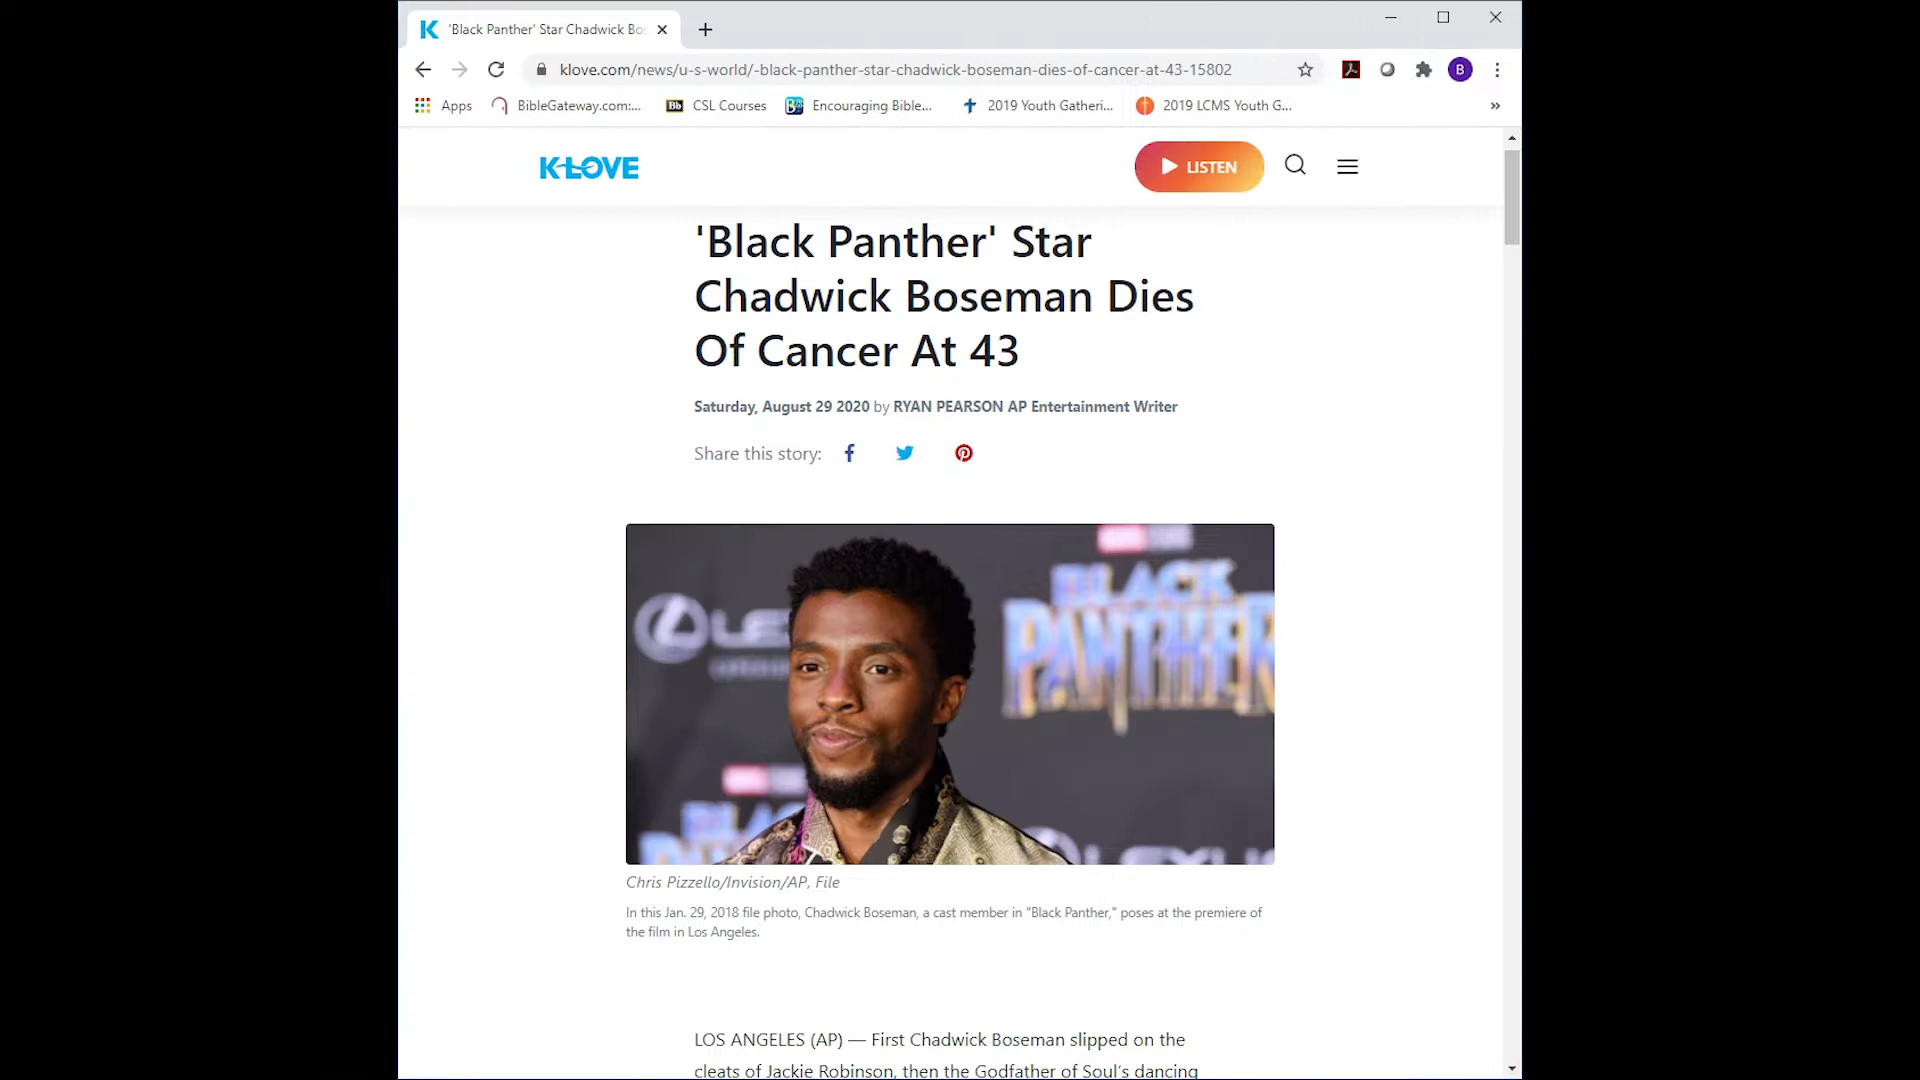 'Black Panther' Star Chadwick Bos
klove.com/news/u-s-world/-black-panther-star-chadwick-boseman-dies-of-cancer-at-43-15802
B
Apps BibleGateway.com:... Bb CSL Courses Encouraging Bible... 2019 Youth Gatheri... 2019 LCMS Youth G... »
K-LOVE LISTEN
'Black Panther' Star
Chadwick Boseman Dies
Of Cancer At 43
Saturday, August 29 2020 by RYAN PEARSON AP Entertainment Writer
Share this story:
BLACK
PANTHER
LE
BLA
LEXUS
Chris Pizzello/Invision/AP, File
In this Jan. 29, 2018 file photo, Chadwick Boseman, a cast member in "Black Panther," poses at the premiere of
the film in Los Angeles.
LOS ANGELES (AP) — First Chadwick Boseman slipped on the
cleats of Jackie Robinson, then the Godfather of Soul's dancing